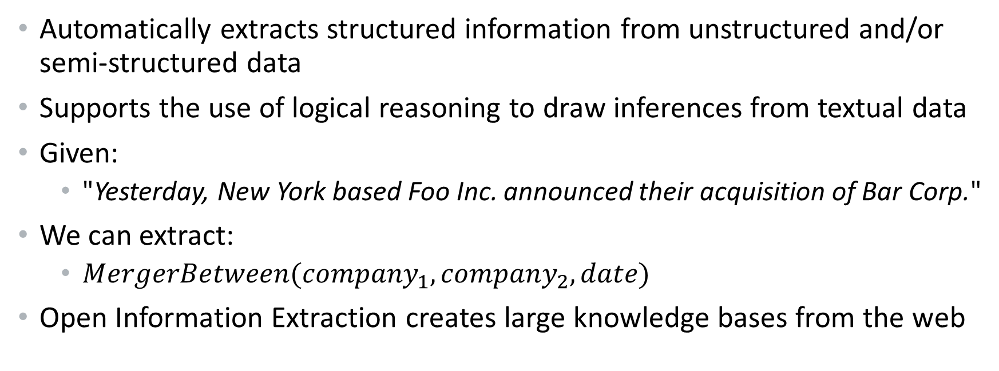 • Automatically extracts structured information from unstructured and/or
semi-structured data
• Supports the use of logical reasoning to draw inferences from textual data
• Given:
• "Yesterday, New York based Foo Inc. announced their acquisition of Bar Corp."
• We can extract:
• MergerBetween(company₁, company₂, date)
• Open Information Extraction creates large knowledge bases from the web